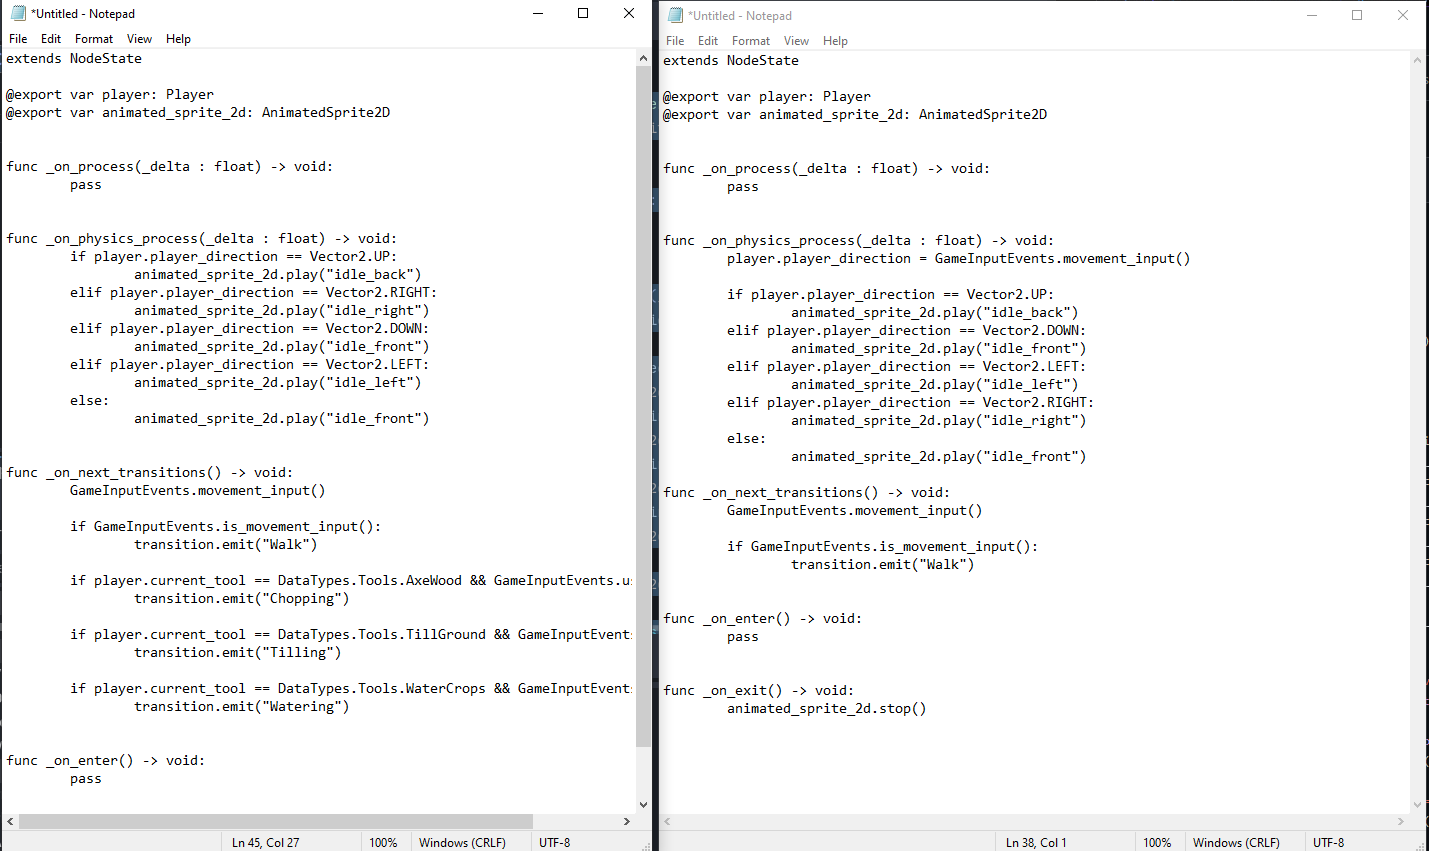 *Untitled - Notepad
File Edit Format View Help
extends NodeState
@export var player: Player
@export var animated_sprite_2d: AnimatedSprite2D
func _on_process(_delta : float) -> void:
pass
func _on_physics_process(_delta : float) -> void:
if player.player_direction == Vector2.UP:
animated_sprite_2d.play("idle_back")
elif player.player_direction == Vector2.RIGHT:
animated_sprite_2d.play("idle_right")
elif player.player_direction == Vector2.DOWN:
animated_sprite_2d.play("idle_front")
elif player.player_direction == Vector2.LEFT:
animated_sprite_2d.play("idle_left")
else:
animated_sprite_2d.play("idle_front")
func _on_next_transitions() -> void:
GameInputEvents.movement_input()
if GameInputEvents.is_movement_input():
transition.emit("Walk")
if player.current_tool == DataTypes.Tools.AxeWood && GameInputEvents.u
transition.emit("Chopping")
if player.current_tool == DataTypes.Tools.TillGround && GameInputEvents
transition.emit("Tilling")
if player.current_tool == DataTypes.Tools.WaterCrops && GameInputEvents
transition.emit("Watering")
func _on_enter() -> void:
pass
Ln 45, Col 27 100% Windows (CRLF) UTF-8
*Untitled - Notepad
File Edit Format View Help
extends NodeState
@export var player: Player
@export var animated_sprite_2d: AnimatedSprite2D
func _on_process(_delta : float) -> void:
pass
func _on_physics_process(_delta : float) -> void:
player.player_direction = GameInputEvents.movement_input()
if player.player_direction == Vector2.UP:
animated_sprite_2d.play("idle_back")
elif player.player_direction == Vector2.DOWN:
animated_sprite_2d.play("idle_front")
elif player.player_direction == Vector2.LEFT:
animated_sprite_2d.play("idle_left")
elif player.player_direction == Vector2.RIGHT:
animated_sprite_2d.play("idle_right")
else:
animated_sprite_2d.play("idle_front")
func _on_next_transitions() -> void:
GameInputEvents.movement_input()
if GameInputEvents.is_movement_input():
transition.emit("Walk")
func _on_enter() -> void:
pass
func _on_exit() -> void:
animated_sprite_2d.stop()
Ln 38, Col 1 100% Windows (CRLF) UTF-8